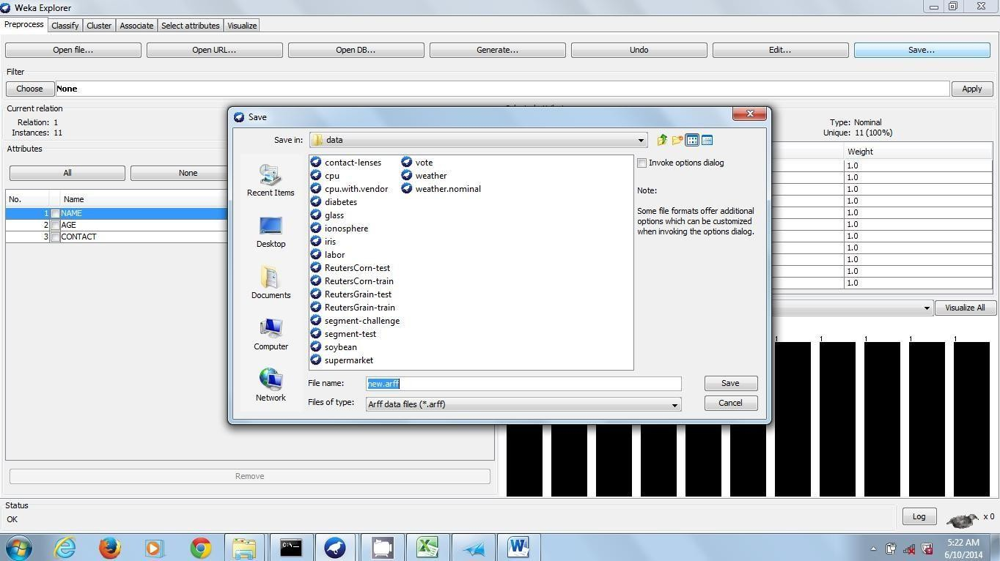 Weka Explorer
Preprocess Classify Cluster Associate Select attributes Visualize
Open file... Open URL... Open DB... Generate... Undo Edit... Save...
Filter
Choose None Apply
Current relation
Relation: 1
Instances: 11
Type: Nominal
Unique: 11 (100%)
Attributes
All None
No. Name
1 NAME
2 AGE
3 CONTACT
Remove
Weight
1.0
1.0
1.0
1.0
1.0
1.0
1.0
1.0
1.0
1.0
1.0
Visualize All
1 1 1 1 1
Save
Save in: data
Recent Items
Desktop
Documents
Computer
Network
contact-lenses
cpu
cpu.with.vendor
diabetes
glass
ionosphere
iris
labor
ReutersCorn-test
ReutersCorn-train
ReutersGrain-test
ReutersGrain-train
segment-challenge
segment-test
soybean
supermarket
vote
weather
weather.nominal
Invoke options dialog
Note:
Some file formats offer additional
options which can be customized
when invoking the options dialog.
File name: new.arff Save
Files of type: Arff data files (*.arff) Cancel
Status
OK
Log x 0
5:22 AM
6/10/2014